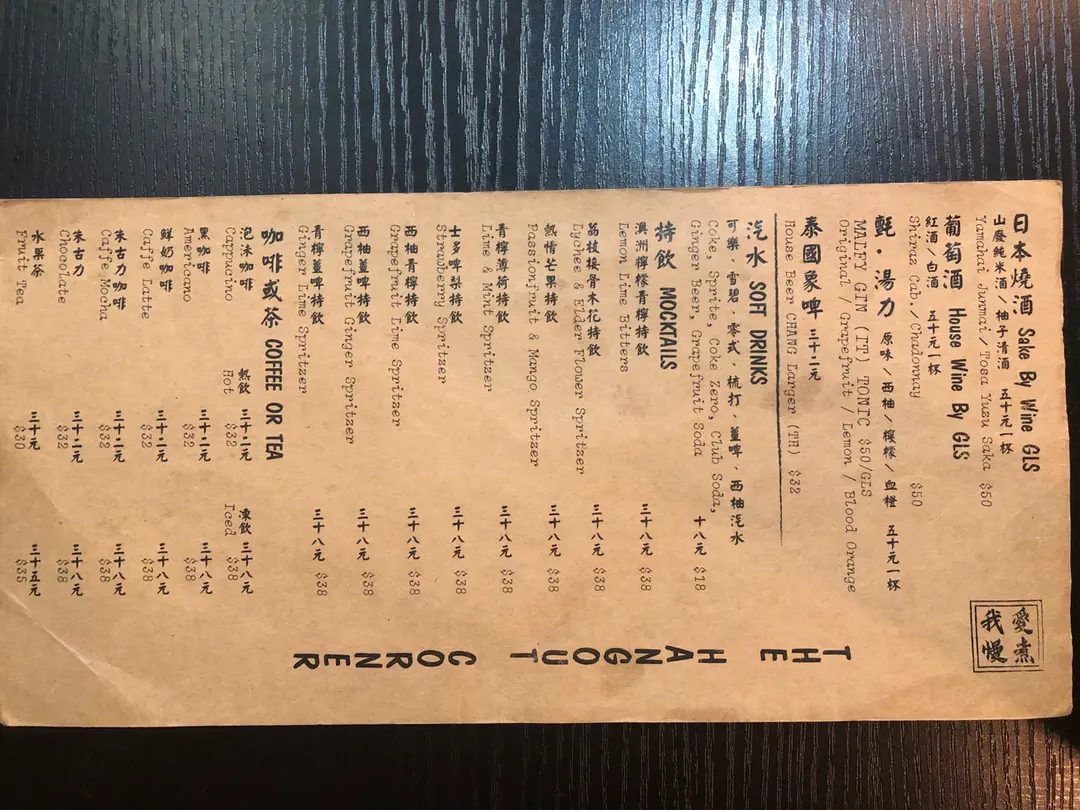 日本燒酒 Sake By Wine GLS
山廢純米酒／柚子清酒 五十元一杯
Yamahai Junmai / Tosa Yuzu Saka $50
葡萄酒 House Wine By GLS
紅酒／白酒 五十元一杯
Shiraz Cab. / Chadonnay $50
氈．湯力 原味／西柚／檸檬／血橙 五十元一杯
MALFY GIN (IT) TONIC $50/GLS
Original / Grapefruit / Lemon / Blood Orange
泰國象啤 三十二元
House Beer CHANG Larger (TH) $32
汽水 SOFT DRINKS
可樂．雪碧．零式．梳打．薑啤．西柚汽水
Coke, Sprite, Coke Zero, Club Soda,
Ginger Beer, Grapefruit Soda 十八元 $18
特飲 MOCKTAILS
澳洲檸檬青檸特飲 三十八元
Lemon Lime Bitters $38
荔枝接骨木花特飲 三十八元
Lychee & Elder Flower Spritzer $38
熱情芒果特飲 三十八元
Passionfruit & Mango Spritzer $38
青檸薄荷特飲 三十八元
Lime & Mint Spritzer $38
士多啤梨特飲 三十八元
Strawberry Spritzer $38
西柚青檸特飲 三十八元
Grapefruit Lime Spritzer $38
西柚薑啤特飲 三十八元
Grapefruit Ginger Spritzer $38
青檸薑啤特飲 三十八元
Ginger Lime Spritzer $38
咖啡或茶 COFFEE OR TEA
泡沫咖啡 熱飲 三十二元 凍飲 三十八元
Cappucino Hot $32 Iced $38
黑咖啡 三十二元 三十八元
Americano $32 $38
鮮奶咖啡 三十二元 三十八元
Caffe Latte $32 $38
朱古力咖啡 三十二元 三十八元
Caffe Mocha $32 $38
朱古力 三十二元 三十八元
Chocolate $32 $38
水果茶 三十元 三十五元
Fruit Tea $30 $35
愛煮
我慢
THE HANGOUT CORNER